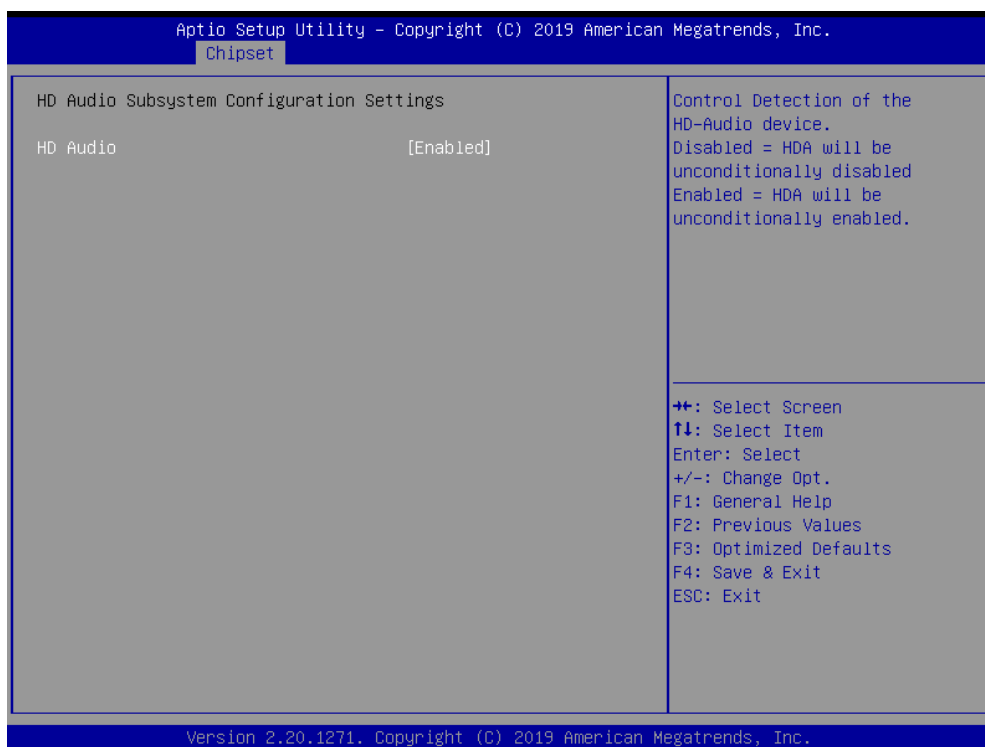 Aptio Setup Utility – Copyright (C) 2019 American Megatrends, Inc.
Chipset
HD Audio Subsystem Configuration Settings
HD Audio [Enabled]
Control Detection of the
HD-Audio device.
Disabled = HDA will be
unconditionally disabled
Enabled = HDA will be
unconditionally enabled.
→←: Select Screen
↑↓: Select Item
Enter: Select
+/-: Change Opt.
F1: General Help
F2: Previous Values
F3: Optimized Defaults
F4: Save & Exit
ESC: Exit
Version 2.20.1271. Copyright (C) 2019 American Megatrends, Inc.